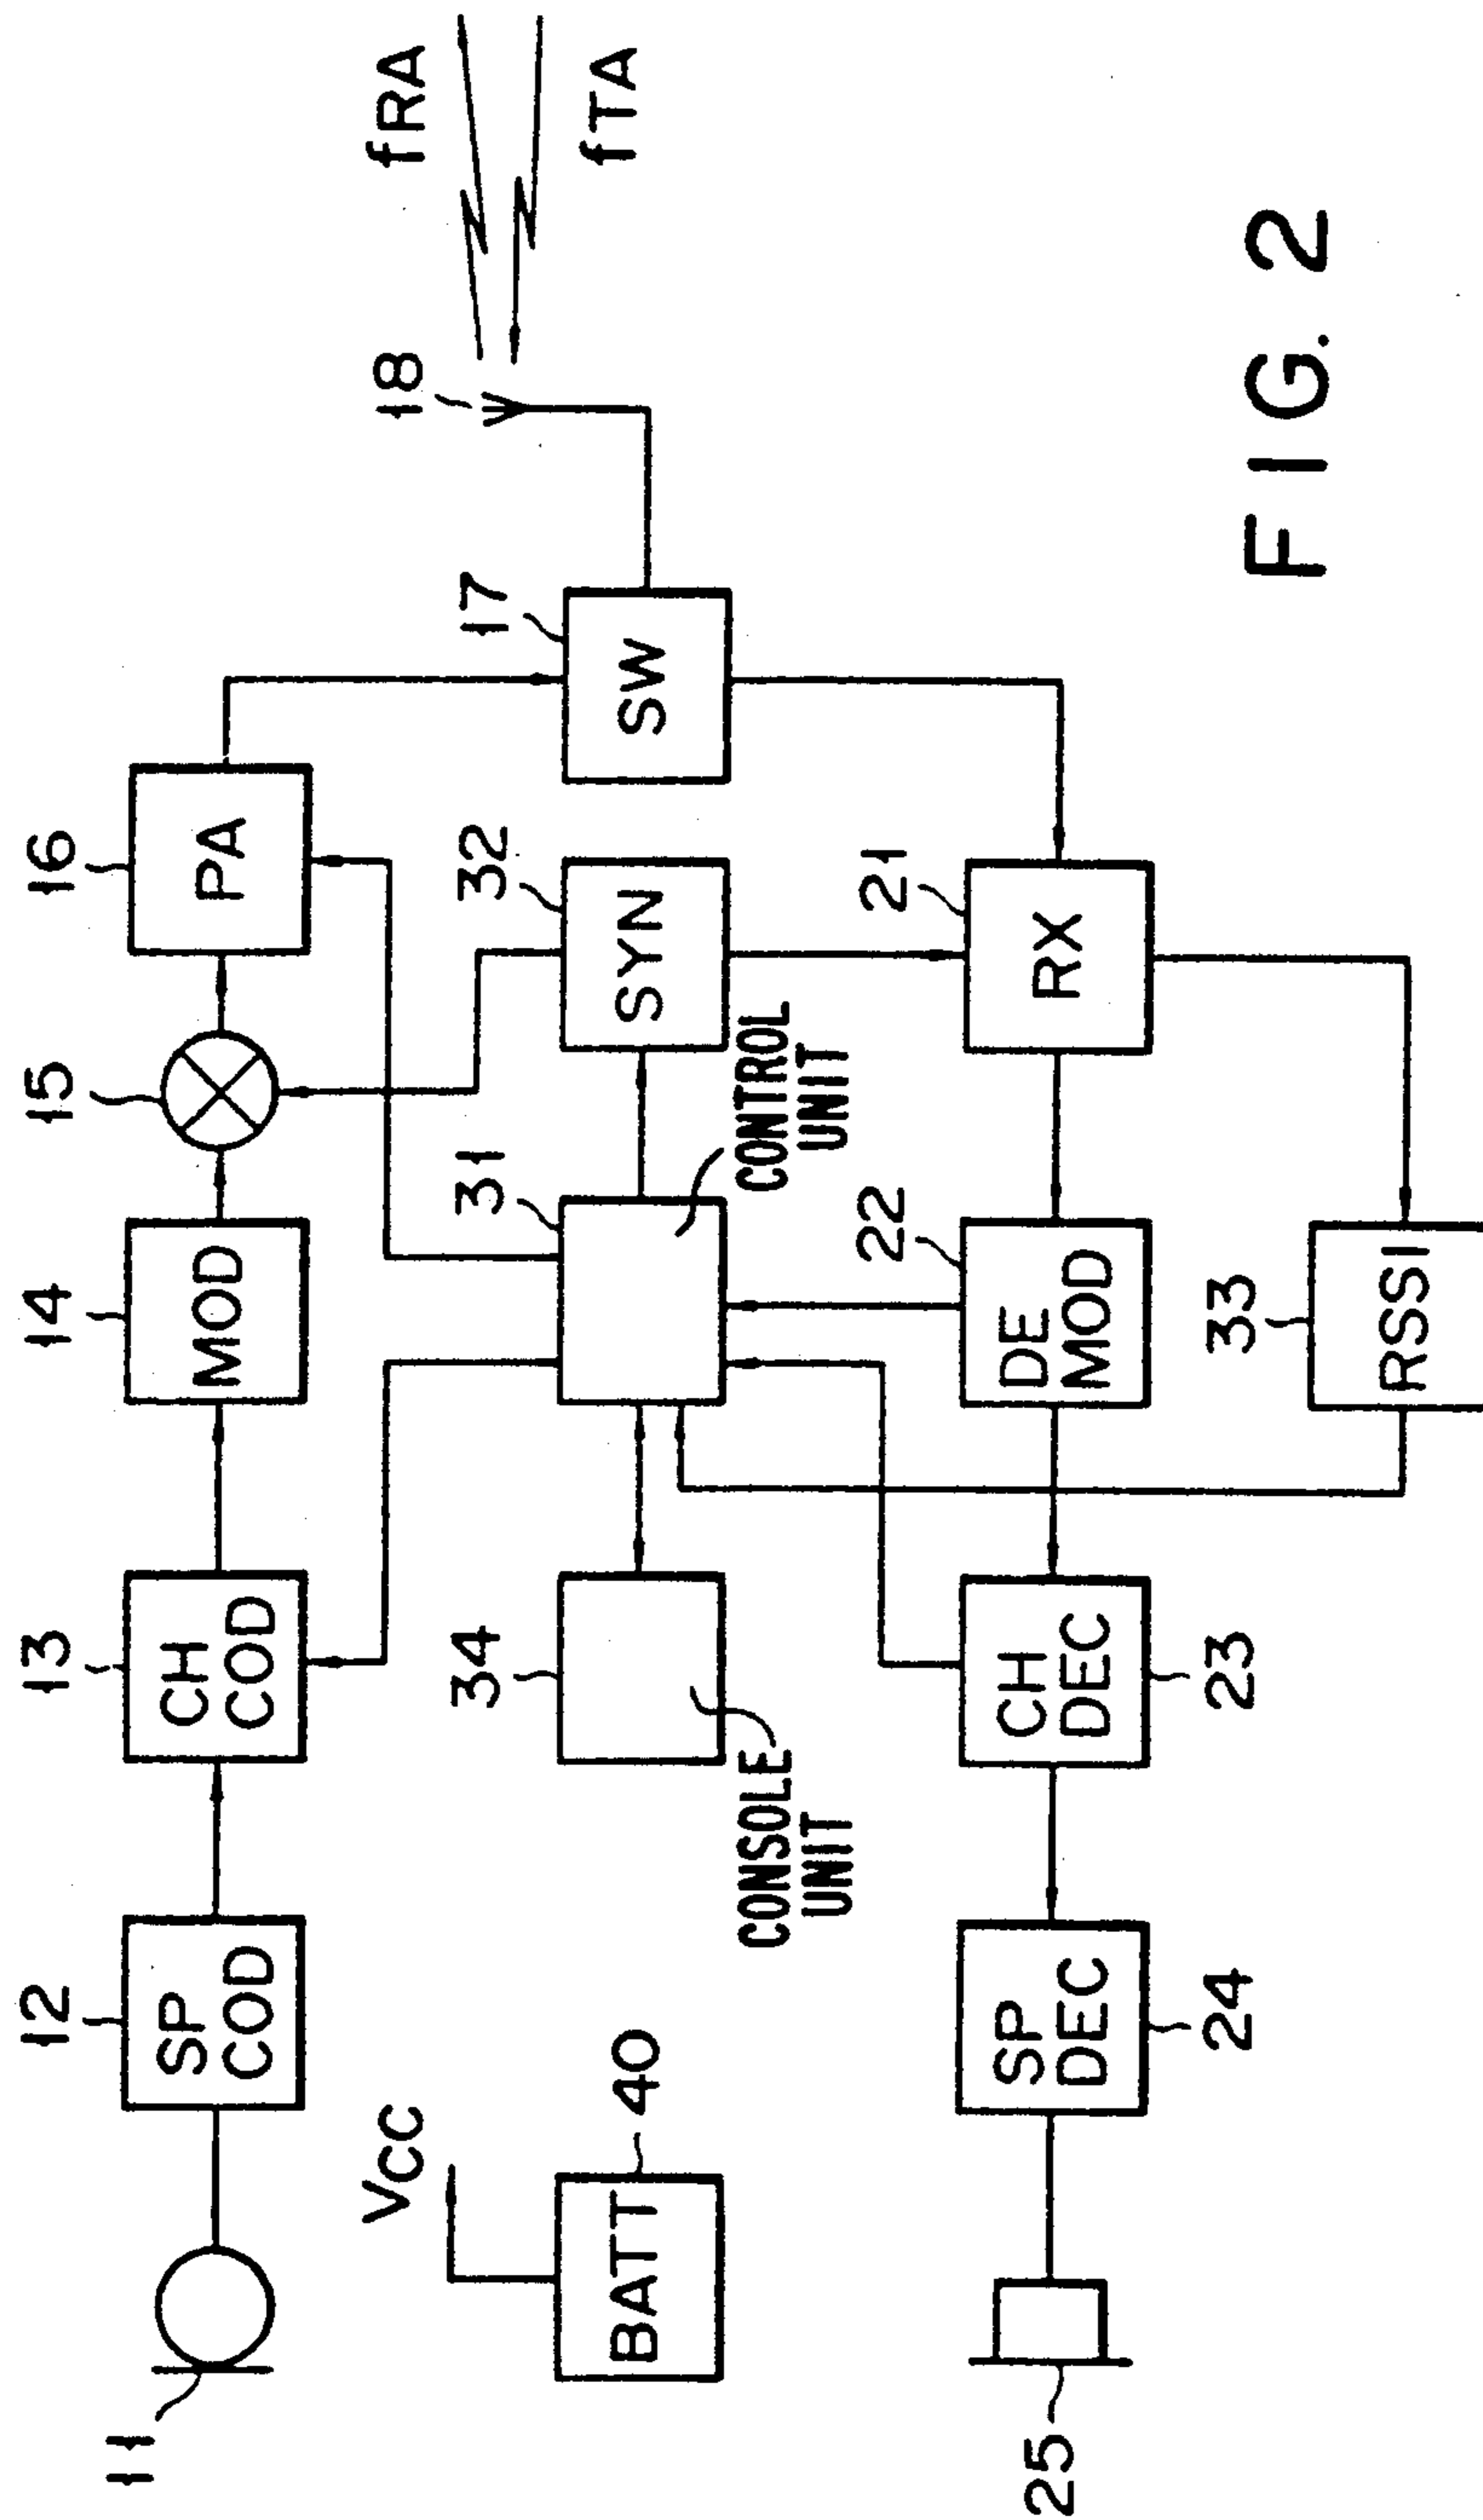 11
12
SP
COD
13
CH
COD
14
MOD
15
16
PA
17
SW
18
fRA
fTA
VCC
BATT
40
34
CONSOLE
UNIT
31
CONTROL
UNIT
32
SYN
25
SP
DEC
24
CH
DEC
23
22
DE
MOD
21
RX
33
RSSI
FIG. 2